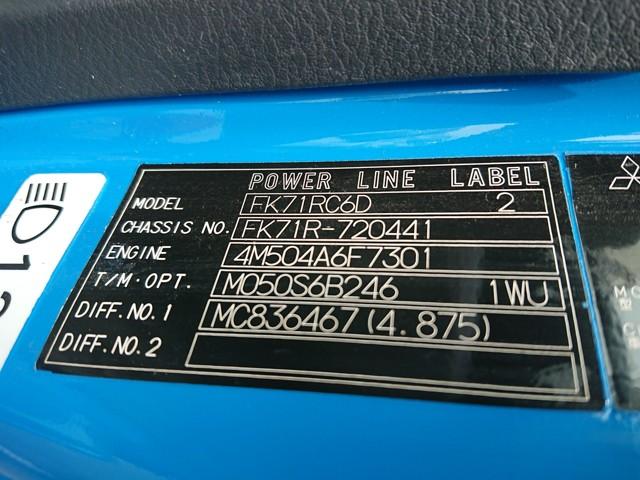 POWER LINE LABEL
MODEL FK71RC6D 2
CHASSIS NO. FK71R-720441
ENGINE 4M504A6F7301
T/M·OPT. M050S6B246 1WU
DIFF.NO.1 MC836467(4.875)
DIFF.NO.2